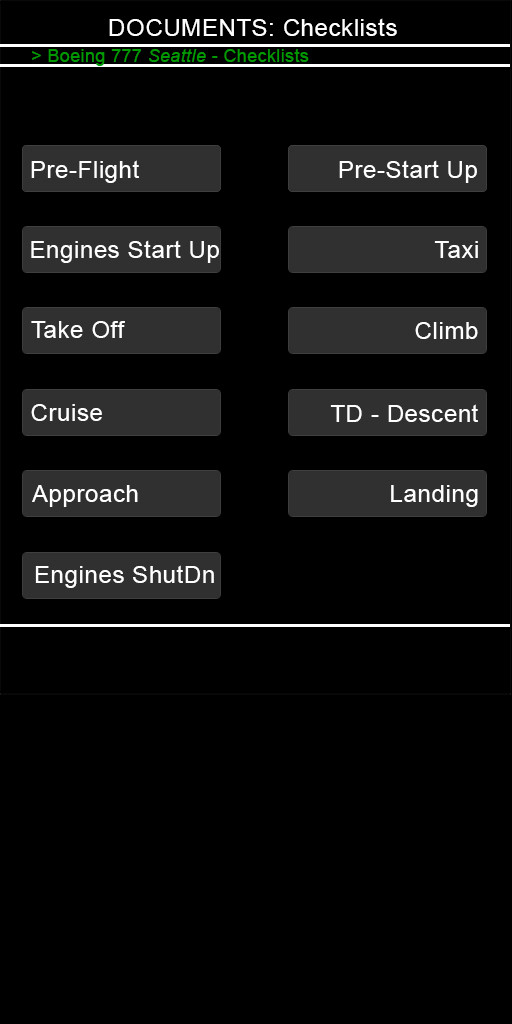 DOCUMENTS: Checklists
> Boeing 777 Seattle - Checklists
Pre-Flight
Pre-Start Up
Engines Start Up
Taxi
Take Off
Climb
Cruise
TD - Descent
Approach
Landing
Engines ShutDn